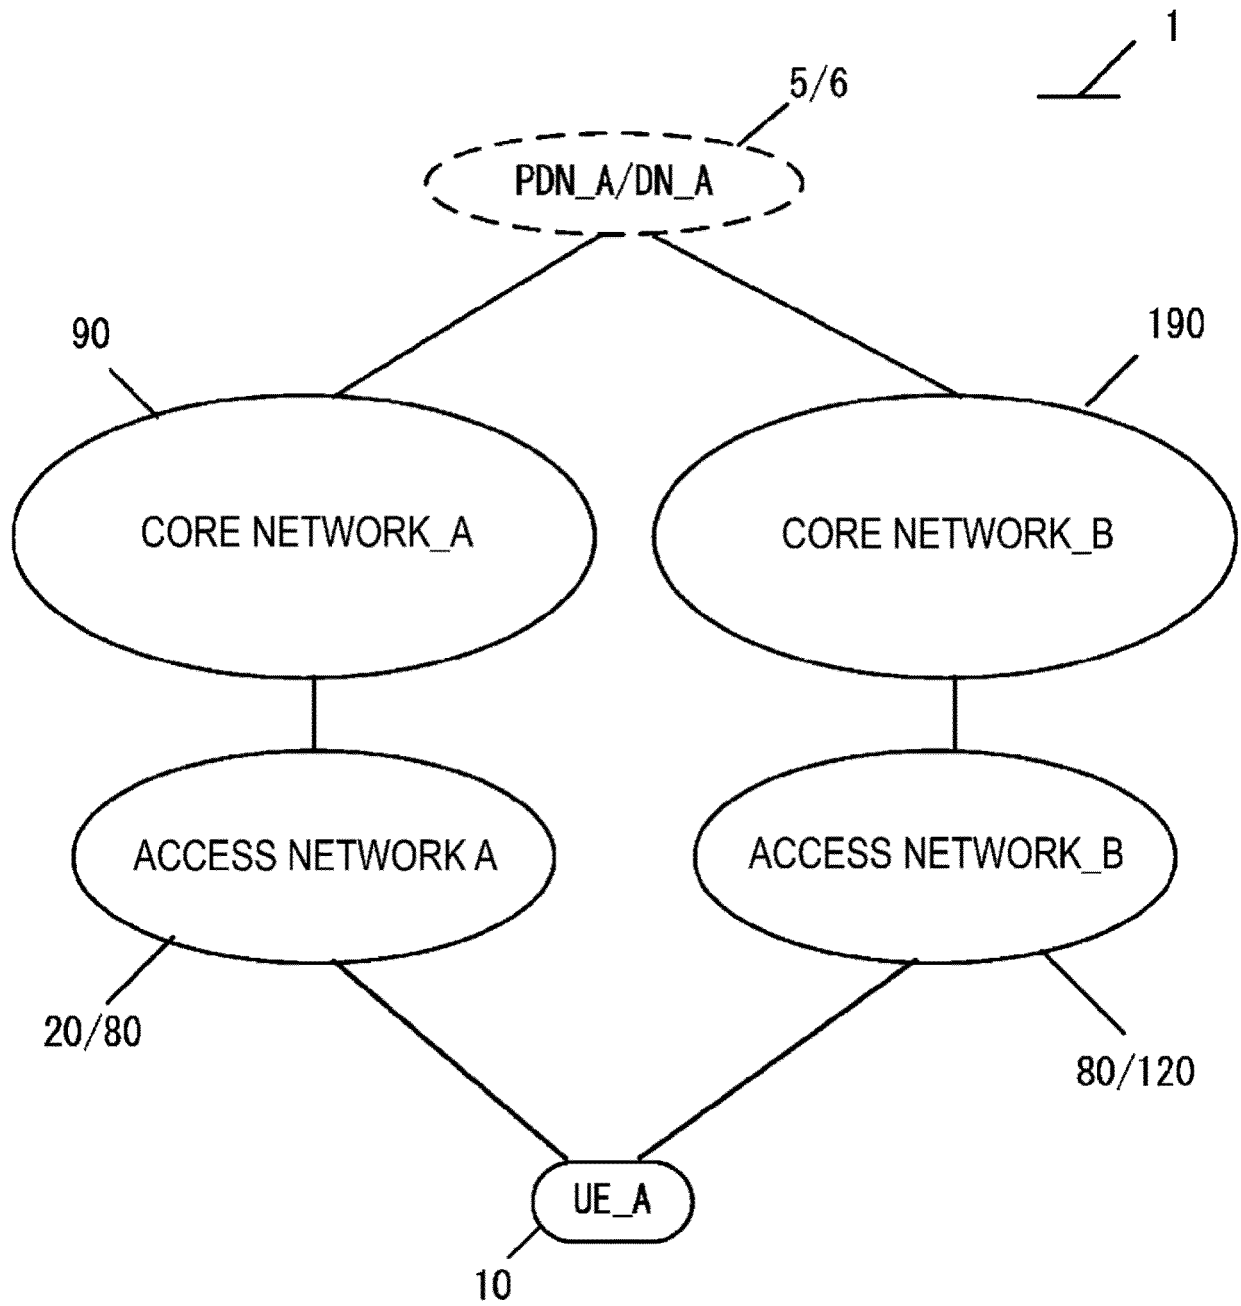 1
5/6
PDN_A/DN_A
90
190
CORE NETWORK_A
CORE NETWORK_B
ACCESS NETWORK A
ACCESS NETWORK_B
20/80
80/120
UE_A
10